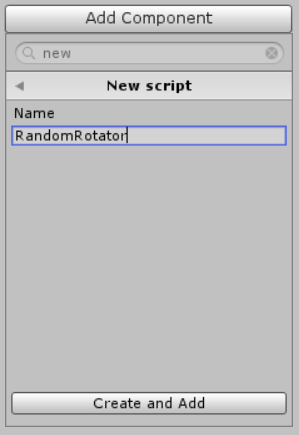 Add Component
new
New script
Name
RandomRotator
Create and Add